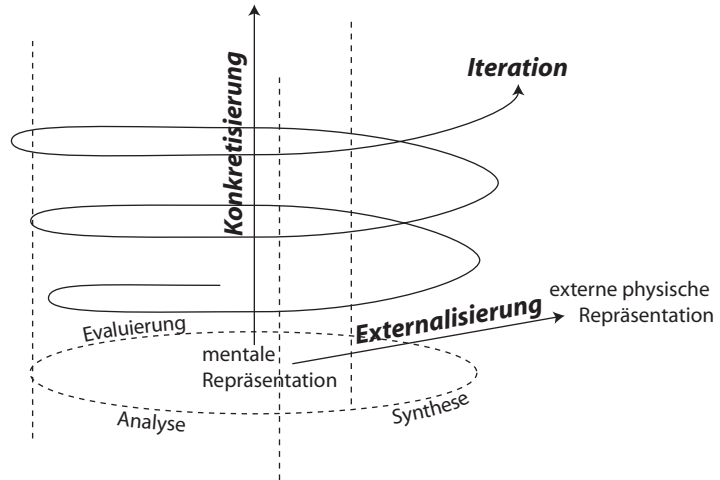 Iteration
Konkretisierung
externe physische
Repräsentation
Externalisierung
Evaluierung
mentale
Repräsentation
Analyse
Synthese